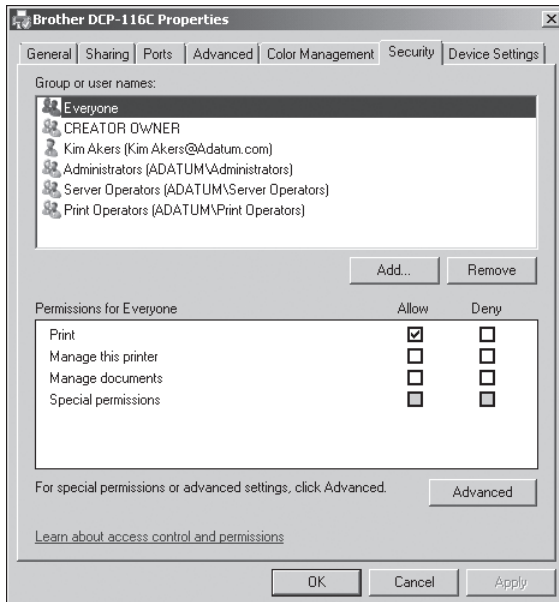 Brother DCP-116C Properties
General Sharing Ports Advanced Color Management Security Device Settings
Group or user names:
Everyone
CREATOR OWNER
Kim Akers (Kim Akers@Adatum.com)
Administrators (ADATUM\Administrators)
Server Operators (ADATUM\Server Operators)
Print Operators (ADATUM\Print Operators)
Add... Remove
Permissions for Everyone Allow Deny
Print
Manage this printer
Manage documents
Special permissions
For special permissions or advanced settings, click Advanced. Advanced
Learn about access control and permissions
OK Cancel Apply